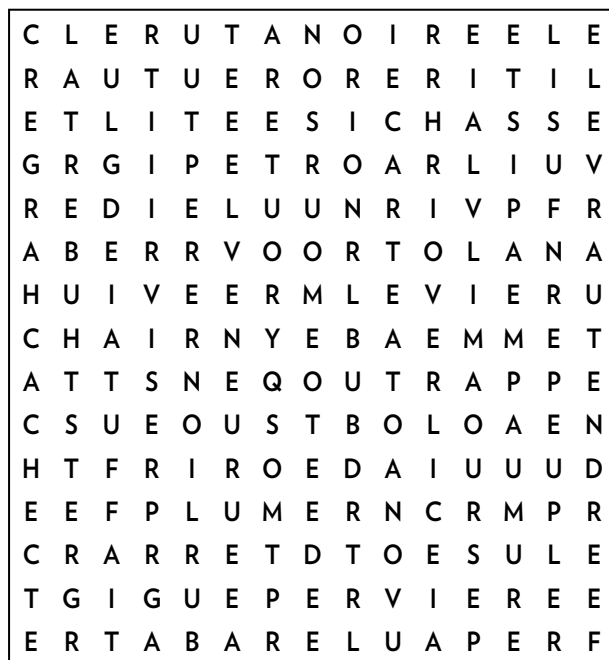 C L E R U T A N O I R E E L E
R A U T U E R O R E R I T I L
E T L I T E E S I C H A S S E
G R G I P E T R O A R L I U V
R E D I E L U U N R I V P F R
A B E R R V O O R T O L A N A
H U I V E E R M L E V I E R U
C H A I R N Y E B A E M M E T
A T T S N E Q O U T R A P P E
C S U E O U S T B O L O A E N
H T F R I R O E D A I U U U D
E E F P L U M E R N C R M P R
C R A R R E T D T O E S U L E
T G I G U E P E R V I E R E E
E R T A B A R E L U A P E R F